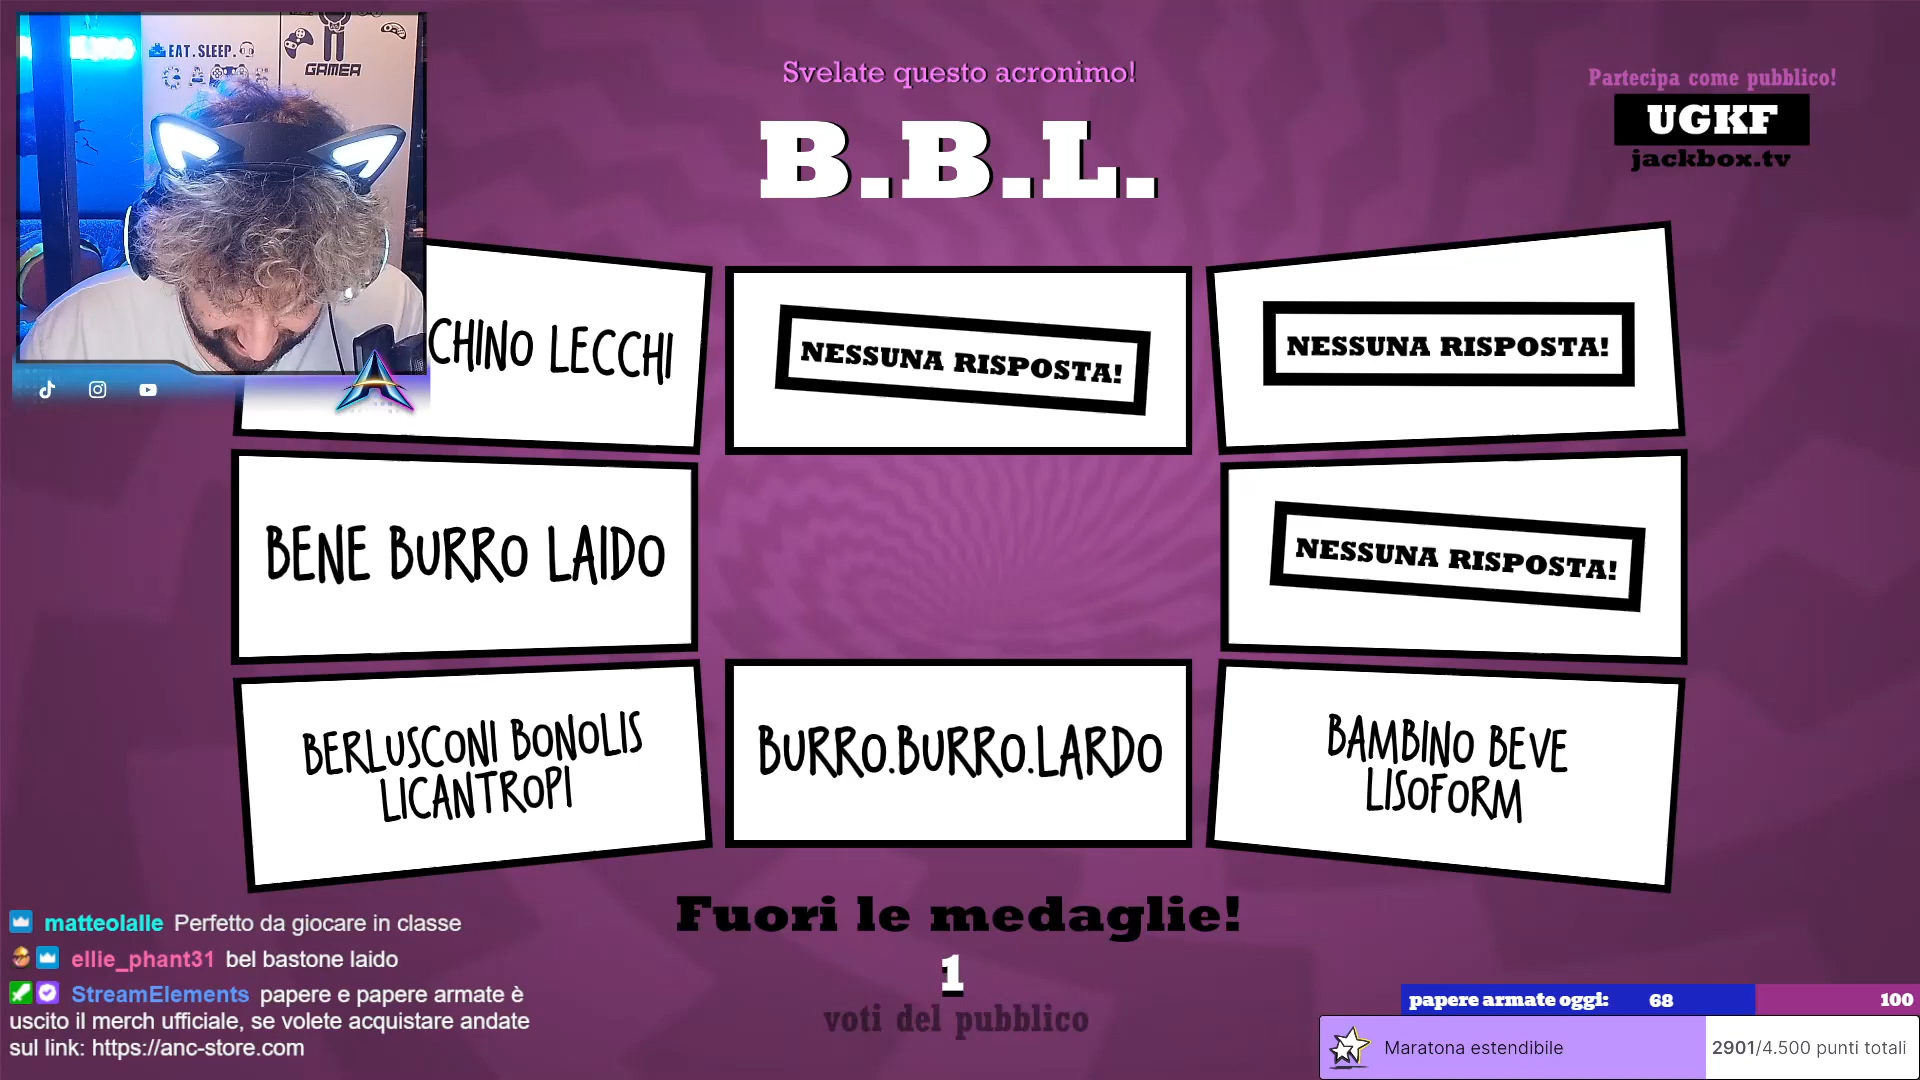 EAT.SLEEP.
GAMER
Svelate questo acronimo!
B.B.L.
Partecipa come pubblico!
UGKF
jackbox.tv
CHINO LECCHI
NESSUNA RISPOSTA!
NESSUNA RISPOSTA!
BENE BURRO LAIDO
NESSUNA RISPOSTA!
BERLUSCONI BONOLIS
LICANTROPI
BURRO.BURRO.LARDO
BAMBINO BEVE
LISOFORM
Fuori le medaglie!
1
voti del pubblico
matteolalle Perfetto da giocare in classe
ellie_phant31 bel bastone laido
StreamElements papere e papere armate è
uscito il merch ufficiale, se volete acquistare andate
sul link: https://anc-store.com
papere armate oggi: 68 100
Maratona estendibile 2901/4.500 punti totali